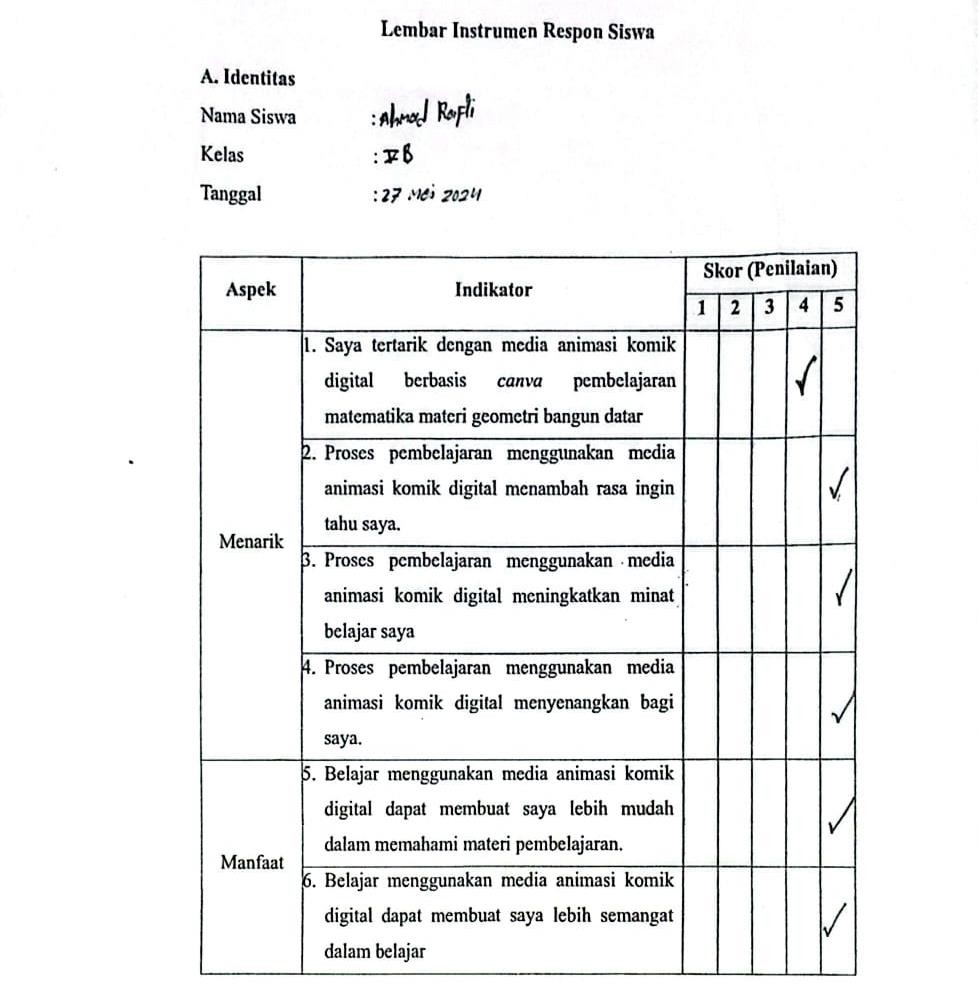 Lembar Instrumen Respon Siswa
A. Identitas
Nama Siswa : Ahmad Rafli
Kelas : VB
Tanggal : 27 Mei 2024
Aspek Indikator Skor (Penilaian)
1 2 3 4 5
1. Saya tertarik dengan media animasi komik
digital berbasis canva pembelajaran
matematika materi geometri bangun datar
✓
2. Proses pembelajaran menggunakan media
animasi komik digital menambah rasa ingin
tahu saya.
✓
Menarik
3. Proses pembelajaran menggunakan media
animasi komik digital meningkatkan minat
belajar saya
✓
4. Proses pembelajaran menggunakan media
animasi komik digital menyenangkan bagi
saya.
✓
5. Belajar menggunakan media animasi komik
digital dapat membuat saya lebih mudah
dalam memahami materi pembelajaran.
✓
Manfaat
6. Belajar menggunakan media animasi komik
digital dapat membuat saya lebih semangat
dalam belajar
✓